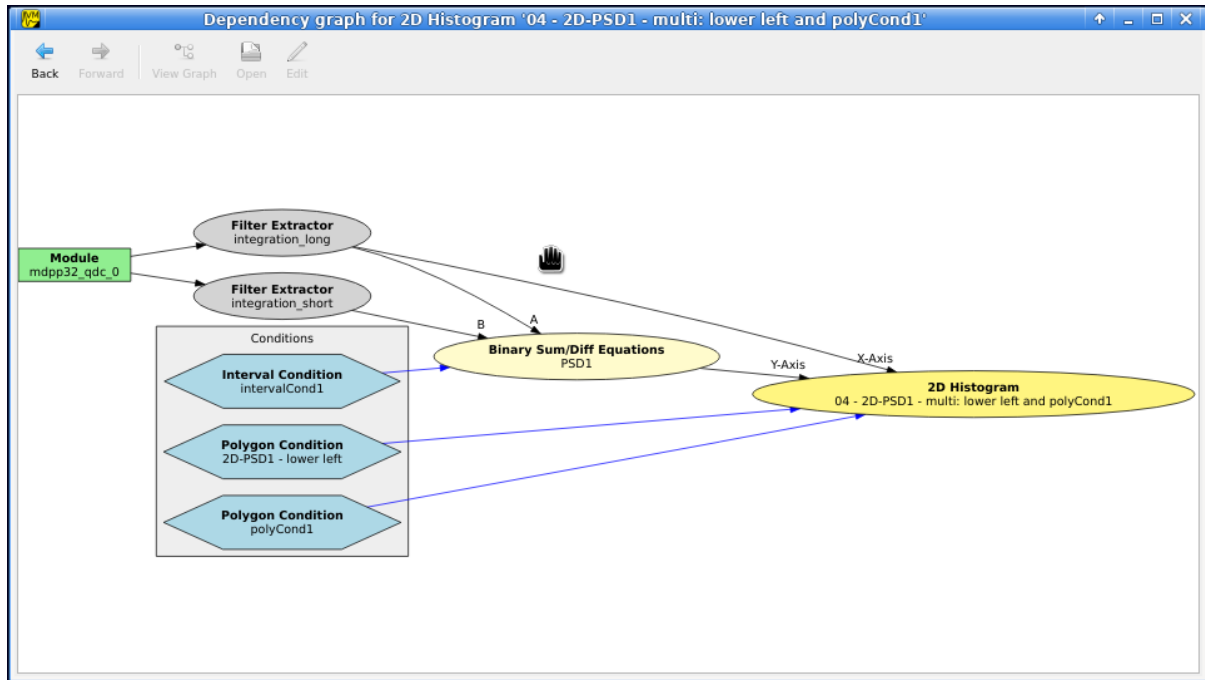 Dependency graph for 2D Histogram '04 - 2D-PSD1 - multi: lower left and polyCond1'
Back
Forward
View Graph
Open
Edit
Filter Extractor
integration_long
Module
mdpp32_qdc_0
Filter Extractor
integration_short
B
A
Conditions
Binary Sum/Diff Equations
PSD1
Y-Axis
X-Axis
Interval Condition
intervalCond1
2D Histogram
04 - 2D-PSD1 - multi: lower left and polyCond1
Polygon Condition
2D-PSD1 - lower left
Polygon Condition
polyCond1